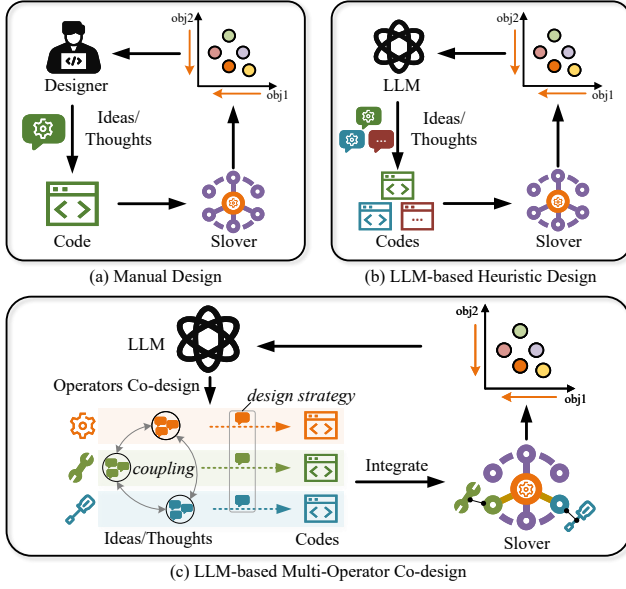 obj2
obj1
Designer
Ideas/
Thoughts
Code
Slover
(a) Manual Design
obj2
obj1
LLM
Ideas/
Thoughts
...
...
Codes
Slover
(b) LLM-based Heuristic Design
LLM
obj2
obj1
Operators Co-design
design strategy
coupling
Integrate
Ideas/Thoughts
Codes
Slover
(c) LLM-based Multi-Operator Co-design